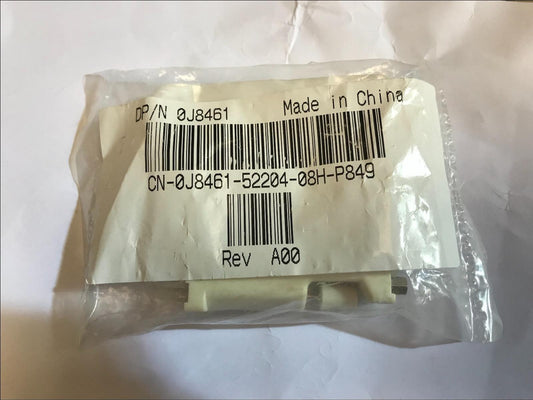 DP/N 0J8461 Made in China
CN-0J8461-52204-08H-P849
Rev A00